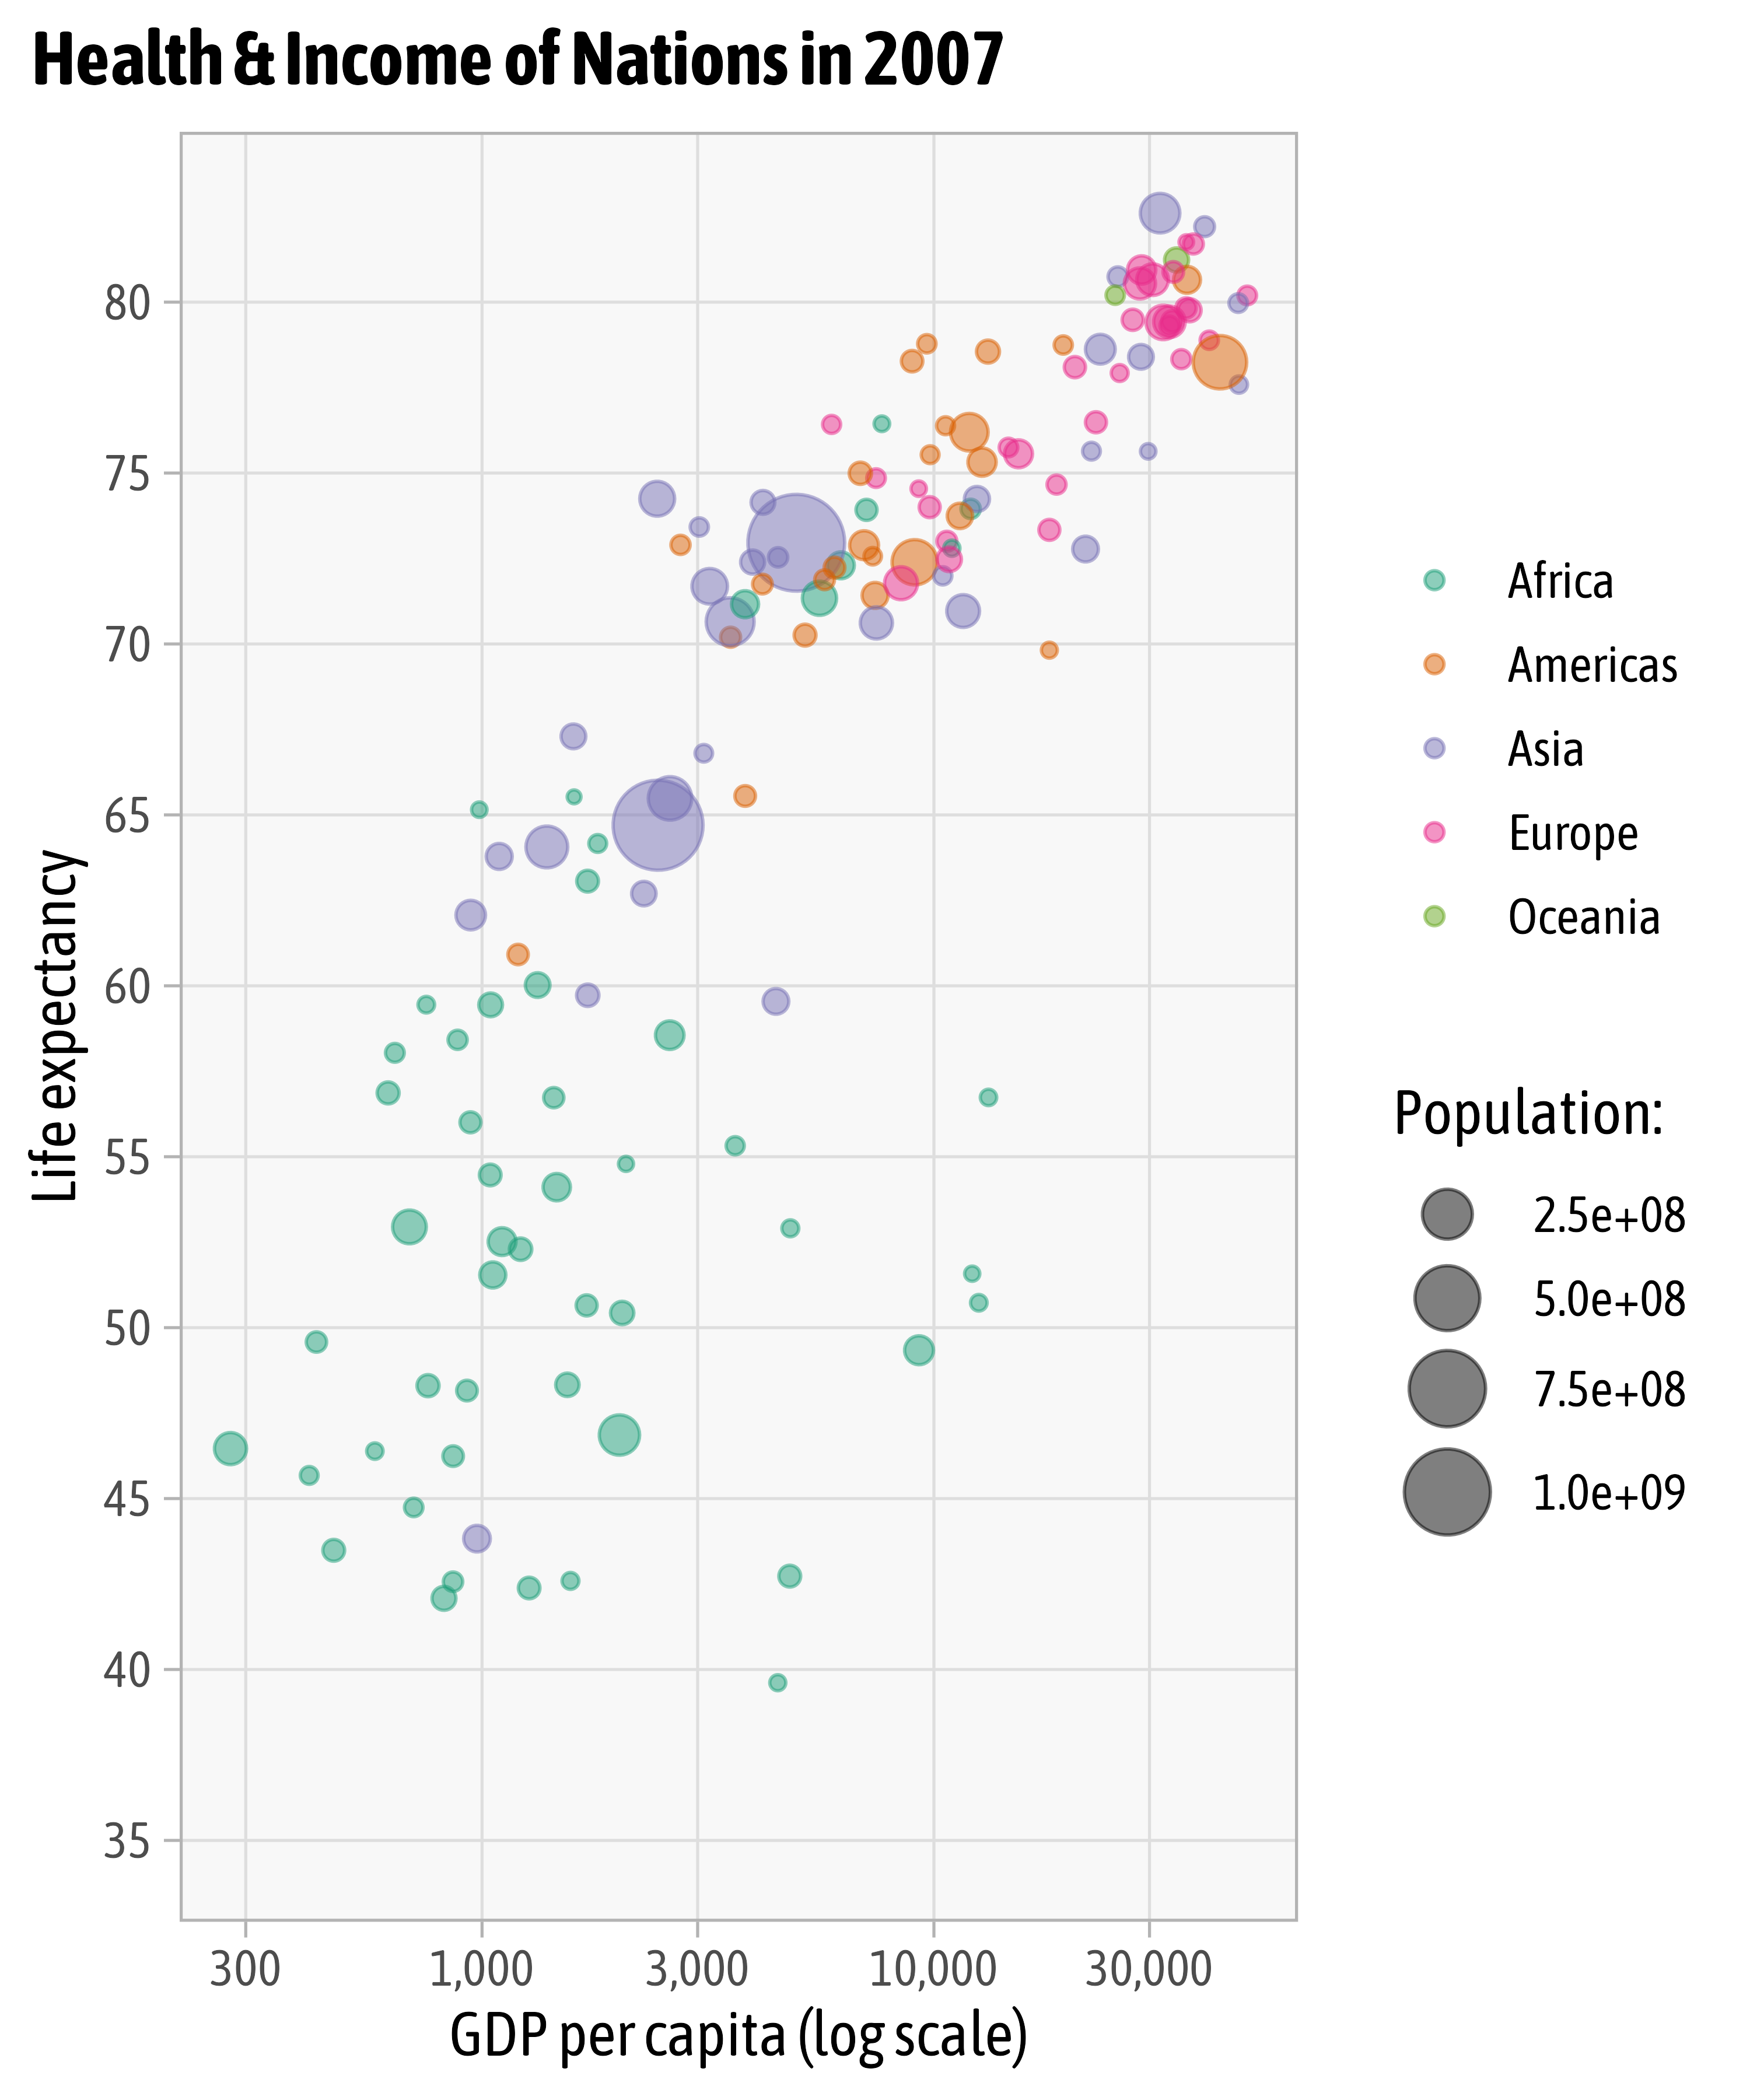 Health & Income of Nations in 2007
80
75
70
65
60
55
50
45
40
35
Life expectancy
300 1,000 3,000 10,000 30,000
GDP per capita (log scale)
Africa
Americas
Asia
Europe
Oceania
Population:
2.5e+08
5.0e+08
7.5e+08
1.0e+09